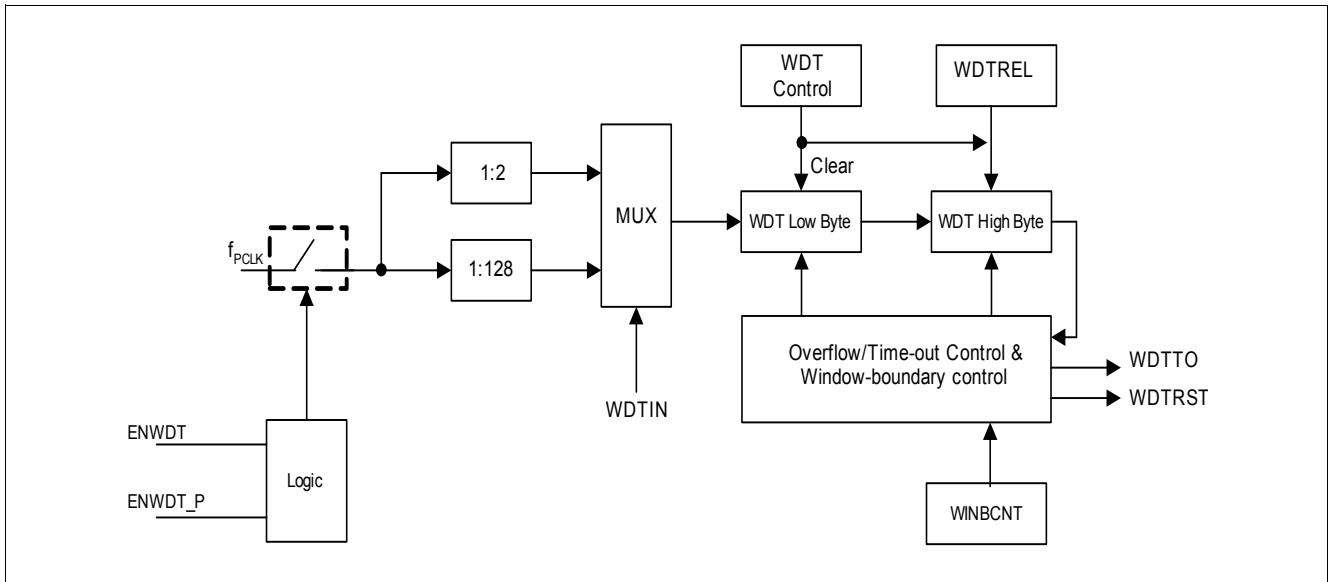 WDT
Control
WDTREL
Clear
1:2
MUX
WDT Low Byte
WDT High Byte
fPCLK
1:128
Overflow/Time-out Control &
Window-boundary control
WDTTO
WDTRST
WDTIN
ENWDT
Logic
ENWDT_P
WINBCNT